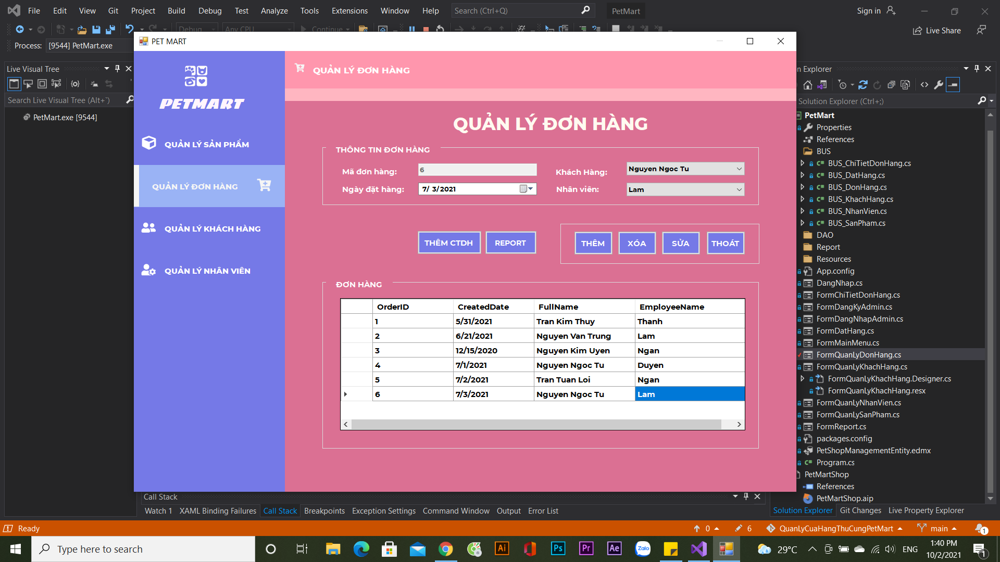 File Edit View Git Project Build Debug Test Analyze Tools Extensions Window Help Search (Ctrl+Q) PetMart Sign in
Debug Any CPU Continue Live Share
Process: [9544] PetMart.exe
Live Visual Tree
Search Live Visual Tree (Alt+`)
PetMart.exe [9544]
PET MART
PETMART
QUẢN LÝ SẢN PHẨM
QUẢN LÝ ĐƠN HÀNG
QUẢN LÝ KHÁCH HÀNG
QUẢN LÝ NHÂN VIÊN
QUẢN LÝ ĐƠN HÀNG
QUẢN LÝ ĐƠN HÀNG
THÔNG TIN ĐƠN HÀNG
Mã đơn hàng: 6 Khách Hàng: Nguyen Ngoc Tu
Ngày đặt hàng: 7/ 3/2021 Nhân viên: Lam
THÊM CTDH REPORT THÊM XÓA SỬA THOÁT
ĐƠN HÀNG
OrderID CreatedDate FullName EmployeeName
1 5/31/2021 Tran Kim Thuy Thanh
2 6/21/2021 Nguyen Van Trung Lam
3 12/15/2020 Nguyen Kim Uyen Ngan
4 7/1/2021 Nguyen Ngoc Tu Duyen
5 7/2/2021 Tran Tuan Loi Ngan
6 7/3/2021 Nguyen Ngoc Tu Lam
n Explorer
Solution Explorer (Ctrl+;)
PetMart
Properties
References
BUS
C# BUS_ChiTietDonHang.cs
C# BUS_DatHang.cs
C# BUS_DonHang.cs
C# BUS_KhachHang.cs
C# BUS_NhanVien.cs
C# BUS_SanPham.cs
DAO
Report
Resources
App.config
DangNhap.cs
FormChiTietDonHang.cs
FormDangKyAdmin.cs
FormDangNhapAdmin.cs
FormDatHang.cs
FormMainMenu.cs
FormQuanLyDonHang.cs
FormQuanLyKhachHang.cs
FormQuanLyKhachHang.Designer.cs
FormQuanLyKhachHang.resx
FormQuanLyNhanVien.cs
FormQuanLySanPham.cs
FormReport.cs
packages.config
PetShopManagementEntity.edmx
C# Program.cs
PetMartShop
References
PetMartShop.aip
Call Stack
Watch 1 XAML Binding Failures Call Stack Breakpoints Exception Settings Command Window Output Error List
Solution Explorer Git Changes Live Property Explorer
Ready 0 6 QuanLyCuaHangThuCungPetMart main 1
Type here to search Ai Ps Pr Ae Zalo 29°C ENG 1:40 PM
10/2/2021 1